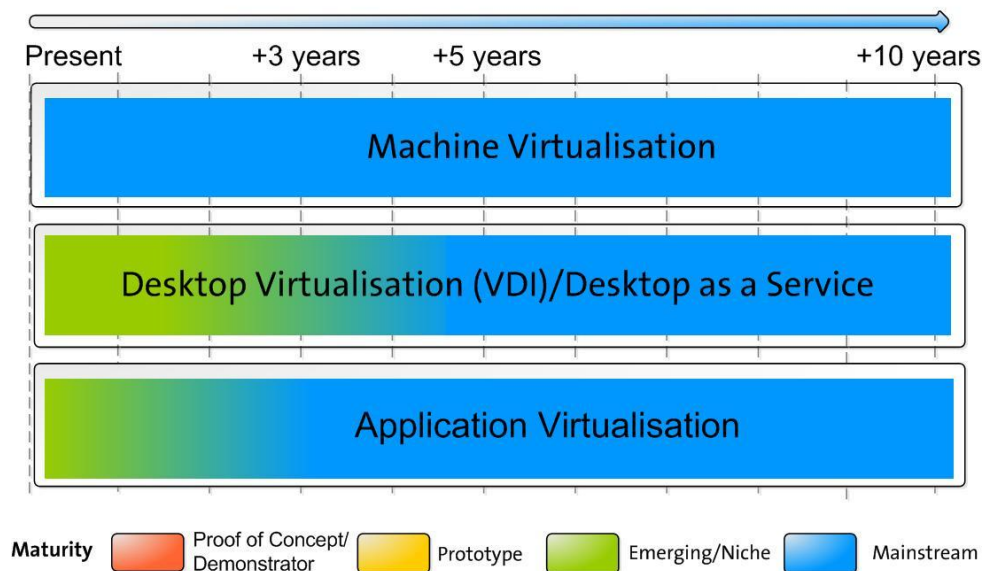 Present +3 years +5 years +10 years
Machine Virtualisation
Desktop Virtualisation (VDI)/Desktop as a Service
Application Virtualisation
Maturity
Proof of Concept/
Demonstrator
Prototype
Emerging/Niche
Mainstream